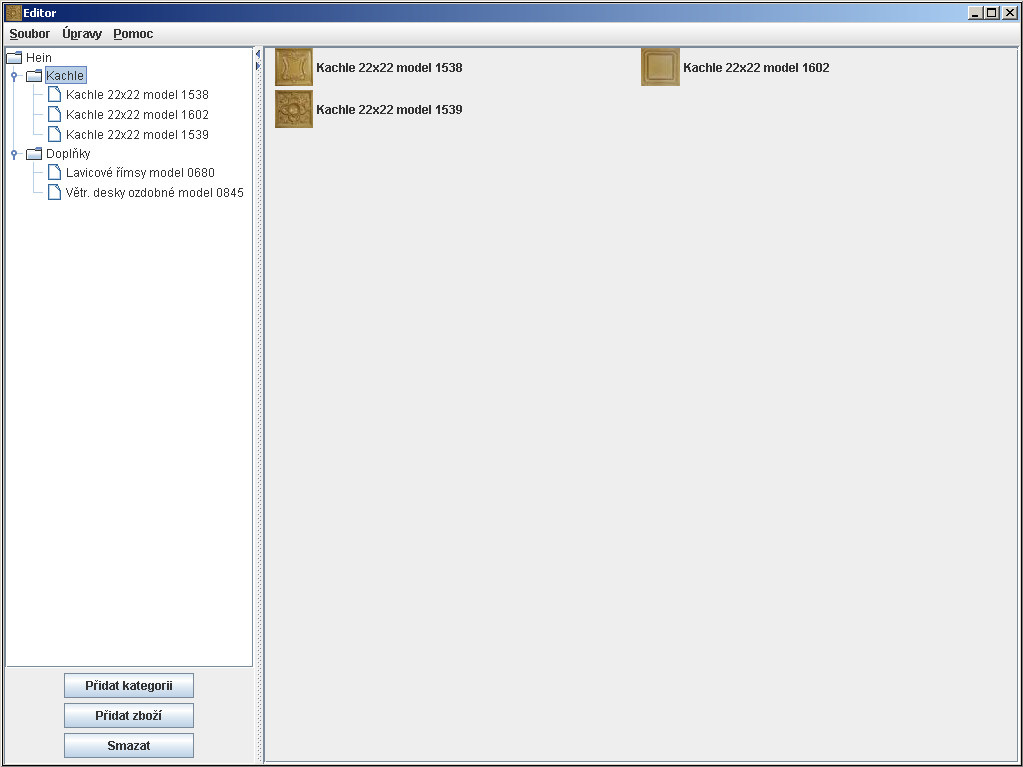 Editor
Soubor Úpravy Pomoc
Hein
Kachle
Kachle 22x22 model 1538
Kachle 22x22 model 1602
Kachle 22x22 model 1539
Doplňky
Lavicové římsy model 0680
Větr. desky ozdobné model 0845
Přidat kategorii
Přidat zboží
Smazat
Kachle 22x22 model 1538
Kachle 22x22 model 1602
Kachle 22x22 model 1539